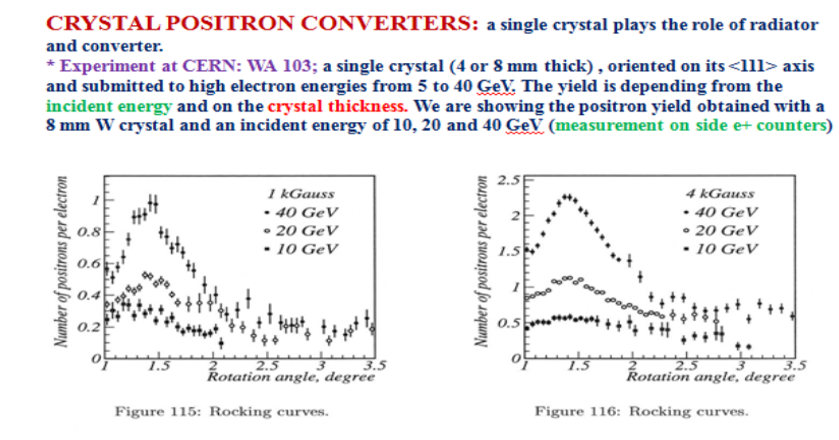 CRYSTAL POSITRON CONVERTERS: a single crystal plays the role of radiator
and converter.
* Experiment at CERN: WA 103; a single crystal (4 or 8 mm thick) , oriented on its <111> axis
and submitted to high electron energies from 5 to 40 GeV. The yield is depending from the
incident energy and on the crystal thickness. We are showing the positron yield obtained with a
8 mm W crystal and an incident energy of 10, 20 and 40 GeV (measurement on side e+ counters)
Number of positrons per electron
1
0.8
0.6
0.4
0.2
0
1 kGauss
40 GeV
20 GeV
10 GeV
1 1.5 2 2.5 3 3.5
Rotation angle, degree
Figure 115: Rocking curves.
Number of positrons per electron
2.5
2
1.5
1
0.5
0
4 kGauss
40 GeV
20 GeV
10 GeV
1 1.5 2 2.5 3 3.5
Rotation angle, degree
Figure 116: Rocking curves.